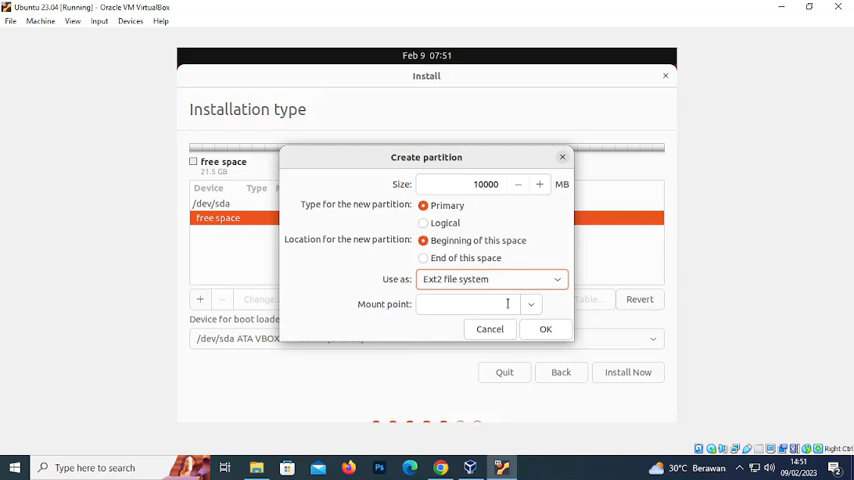 Ubuntu 23.04 [Running] - Oracle VM VirtualBox
File Machine View Input Devices Help
Feb 9 07:51
Install
Installation type
free space
21.5 GB
Device Type
/dev/sda
free space
Create partition
Size: 10000 MB
Type for the new partition: Primary
Logical
Location for the new partition: Beginning of this space
End of this space
Use as: Ext2 file system
Mount point:
Cancel OK
Change... Table... Revert
Device for boot loade
/dev/sda ATA VBOX
Quit Back Install Now
Right Ctrl
Type here to search
30°C Berawan
14:51
09/02/2023
2